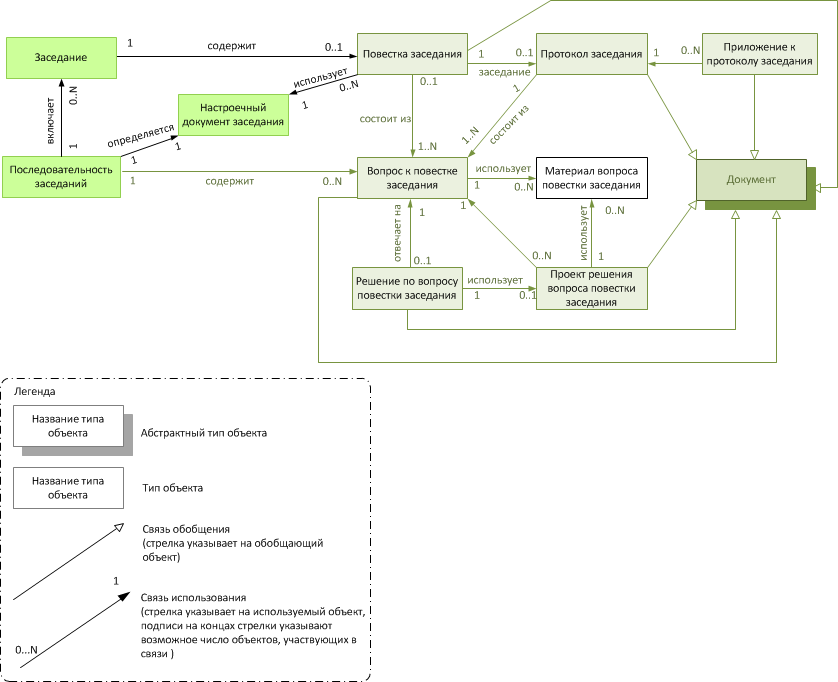 Заседание
1
содержит
0..1
Повестка заседания
1
0..1
заседание
Протокол заседания
1
0..N
Приложение к
протоколу заседания
использует
0..N
1
Настроечный
документ заседания
включает
0..N
1
определяется
1
1
0..1
состоит из
1..N
1
1..N
состоит из
Последовательность
заседаний
1
содержит
0..N
Вопрос к повестке
заседания
использует
1
0..N
Материал вопроса
повестки заседания
Документ
отвечает на
1
0..1
1
0..N
использует
0..N
1
Решение по вопросу
повестки заседания
использует
1
0..1
Проект решения
вопроса повестки
заседания
Легенда
Название типа
объекта
Абстрактный тип объекта
Название типа
объекта
Тип объекта
Связь обобщения
(стрелка указывает на обобщающий
объект)
1
0...N
Связь использования
(стрелка указывает на используемый объект,
подписи на концах стрелки указывают
возможное число объектов, участвующих в
связи )